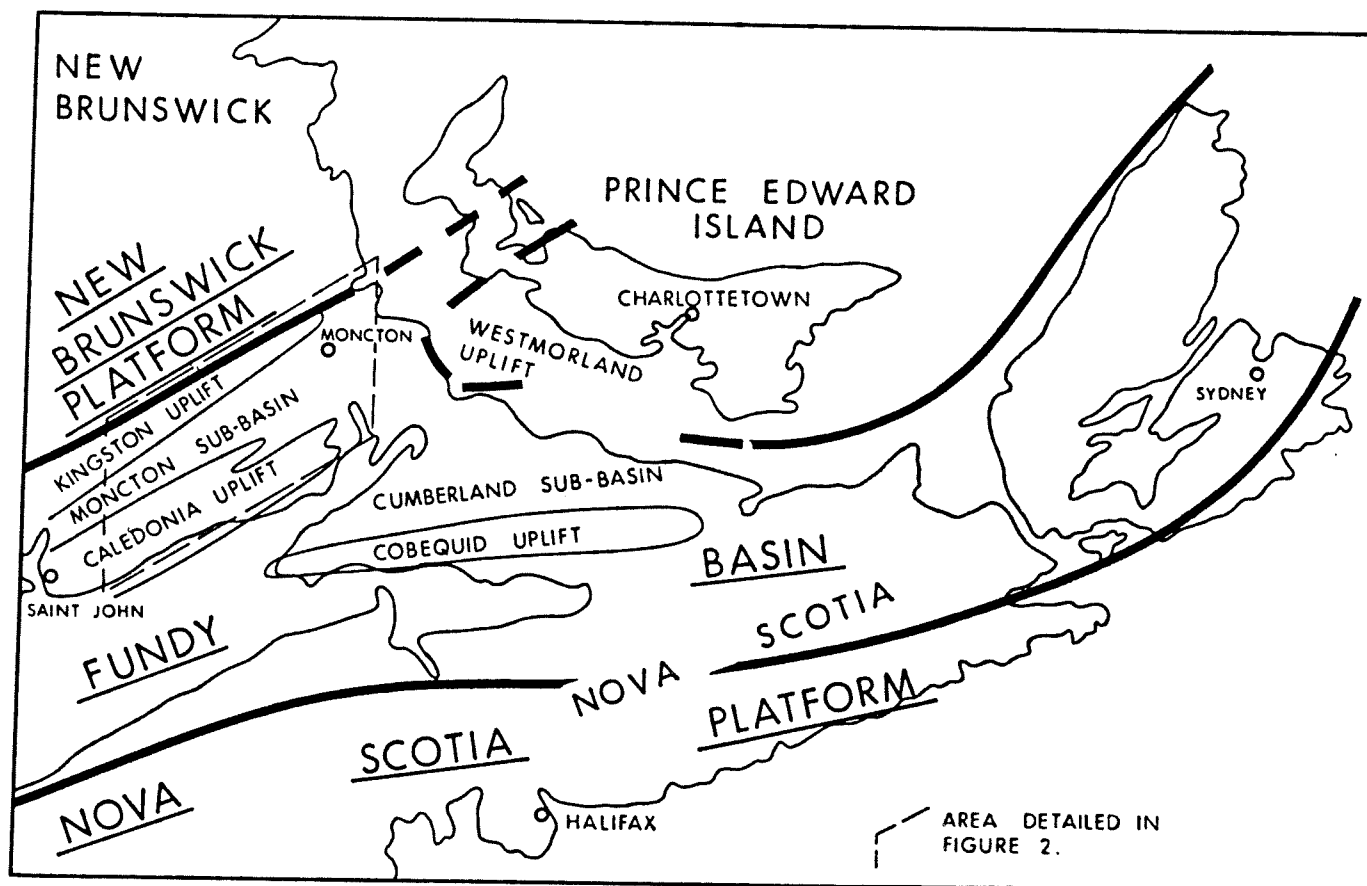 NEW
BRUNSWICK
PRINCE EDWARD
ISLAND
NEW
BRUNSWICK
PLATFORM
CHARLOTTETOWN
MONCTON
WESTMORLAND
UPLIFT
SYDNEY
KINGSTON UPLIFT
MONCTON SUB-BASIN
CALEDONIA UPLIFT
CUMBERLAND SUB-BASIN
COBEQUID UPLIFT
SAINT JOHN
FUNDY
BASIN
NOVA SCOTIA
NOVA SCOTIA PLATFORM
HALIFAX
AREA DETAILED IN
FIGURE 2.